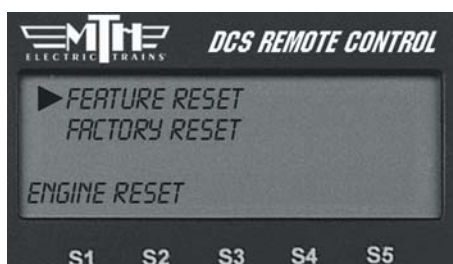 MTH
ELECTRIC TRAINS
DCS REMOTE CONTROL
FEATURE RESET
FACTORY RESET
ENGINE RESET
S1 S2 S3 S4 S5